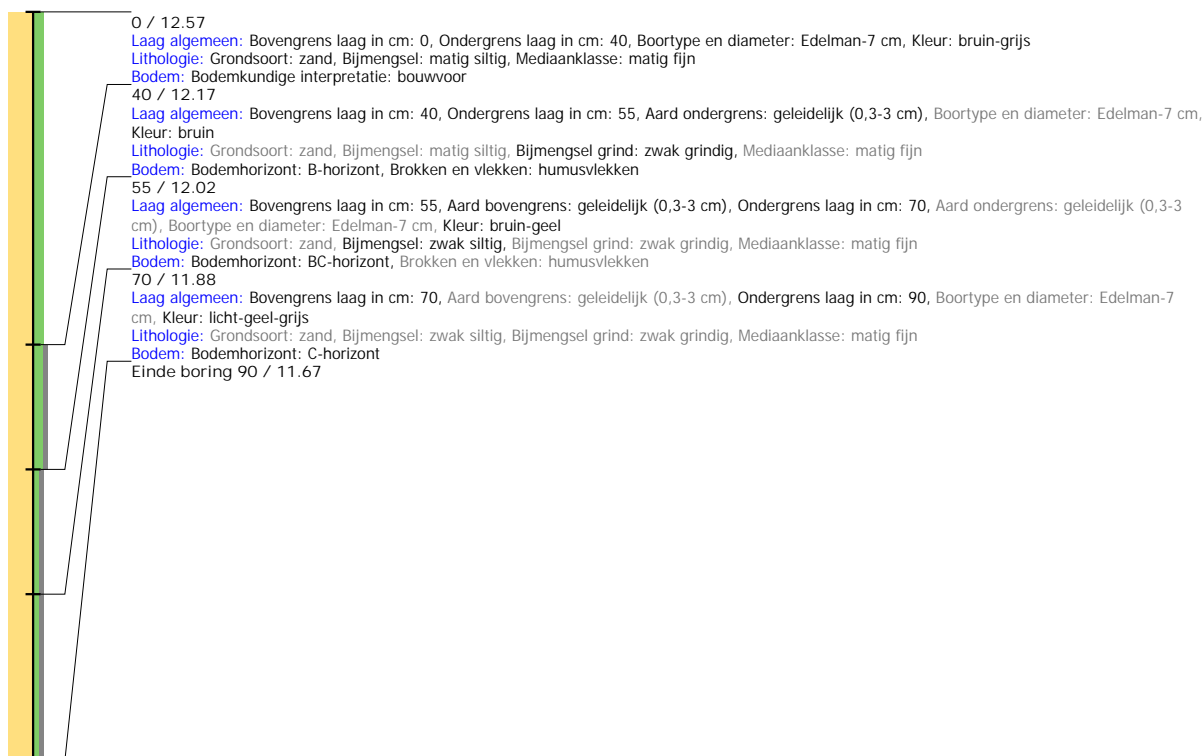 0 / 12.57
Laag algemeen: Bovengrens laag in cm: 0, Ondergrens laag in cm: 40, Boortype en diameter: Edelman-7 cm, Kleur: bruin-grijs
Lithologie: Grondsoort: zand, Bijmengsel: matig siltig, Mediaanklasse: matig fijn
Bodem: Bodemkundige interpretatie: bouwvoor
40 / 12.17
Laag algemeen: Bovengrens laag in cm: 40, Ondergrens laag in cm: 55, Aard ondergrens: geleidelijk (0,3-3 cm), Boortype en diameter: Edelman-7 cm,
Kleur: bruin
Lithologie: Grondsoort: zand, Bijmengsel: matig siltig, Bijmengsel grind: zwak grindig, Mediaanklasse: matig fijn
Bodem: Bodemhorizont: B-horizont, Brokken en vlekken: humusvlekken
55 / 12.02
Laag algemeen: Bovengrens laag in cm: 55, Aard bovengrens: geleidelijk (0,3-3 cm), Ondergrens laag in cm: 70, Aard ondergrens: geleidelijk (0,3-3
cm), Boortype en diameter: Edelman-7 cm, Kleur: bruin-geel
Lithologie: Grondsoort: zand, Bijmengsel: zwak siltig, Bijmengsel grind: zwak grindig, Mediaanklasse: matig fijn
Bodem: Bodemhorizont: BC-horizont, Brokken en vlekken: humusvlekken
70 / 11.88
Laag algemeen: Bovengrens laag in cm: 70, Aard bovengrens: geleidelijk (0,3-3 cm), Ondergrens laag in cm: 90, Boortype en diameter: Edelman-7
cm, Kleur: licht-geel-grijs
Lithologie: Grondsoort: zand, Bijmengsel: zwak siltig, Bijmengsel grind: zwak grindig, Mediaanklasse: matig fijn
Bodem: Bodemhorizont: C-horizont
Einde boring 90 / 11.67